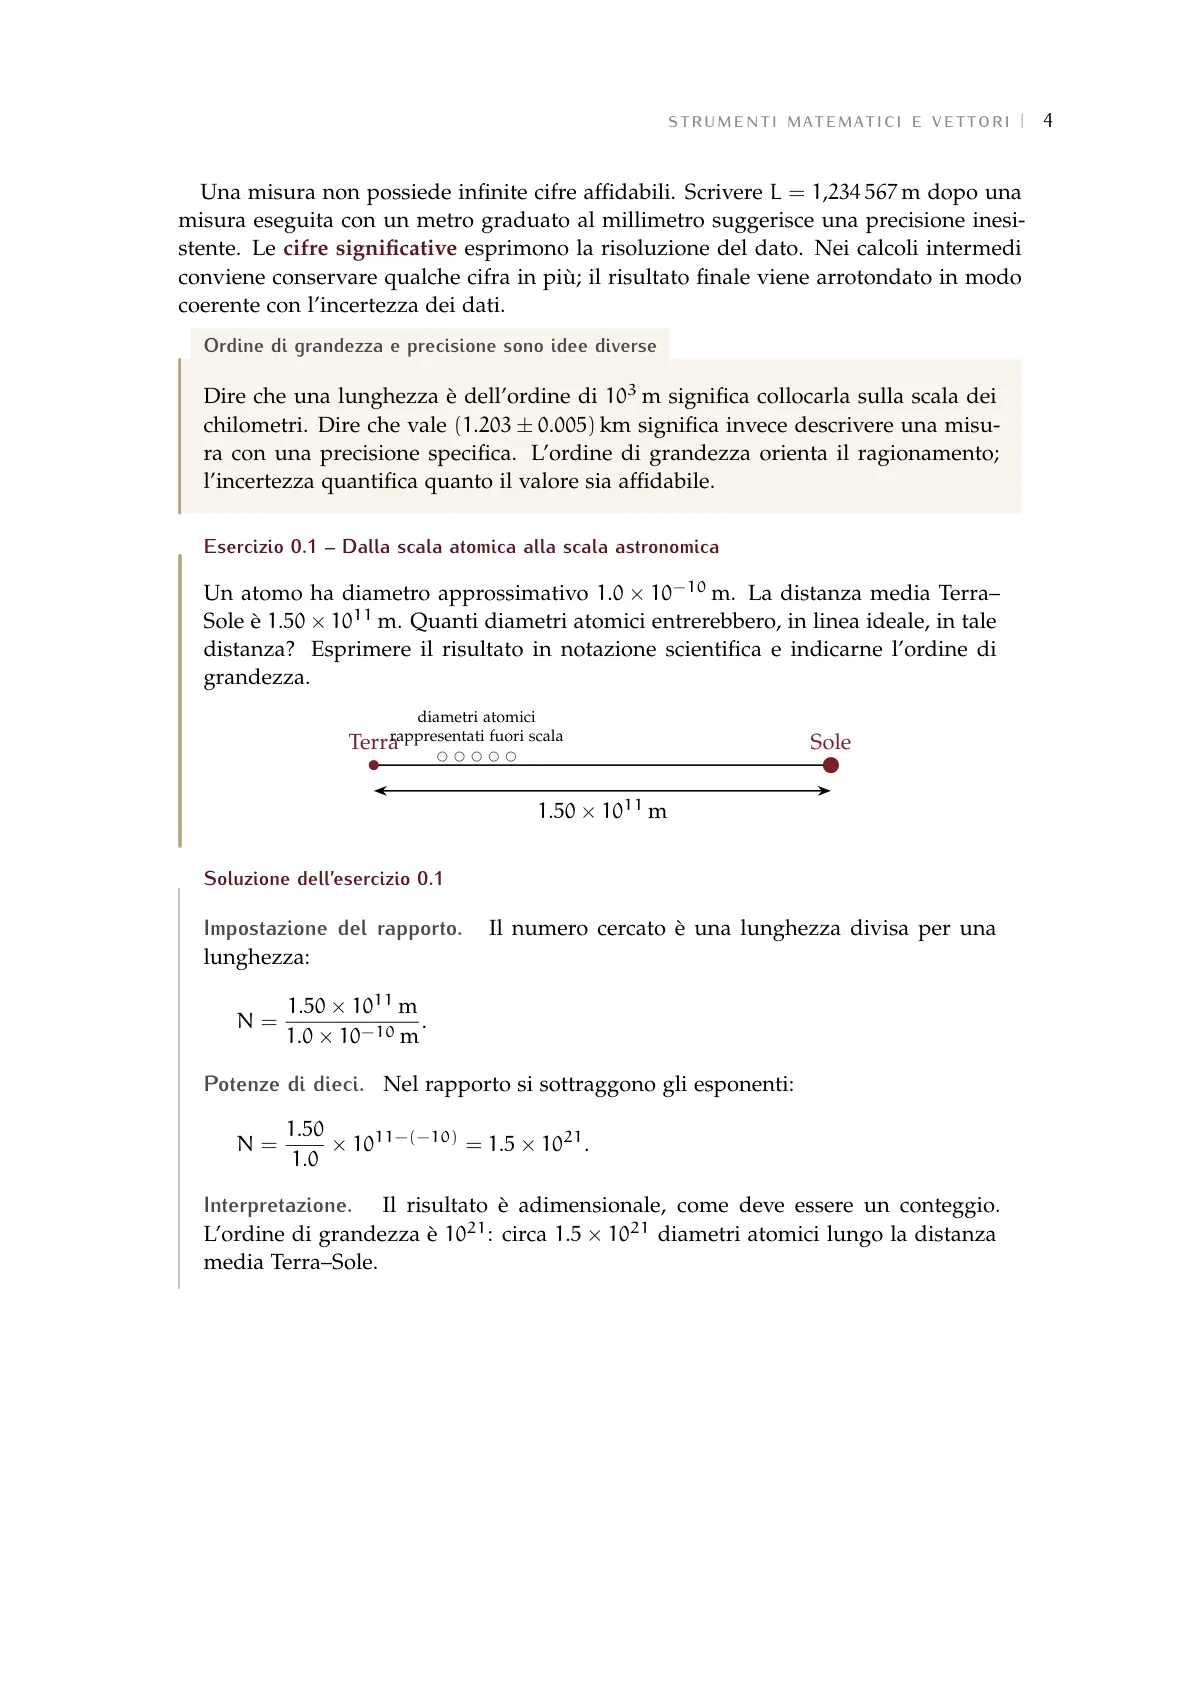 STRUMENTI MATEMATICI E VETTORI | 4
Una misura non possiede infinite cifre affidabili. Scrivere L = 1,234 567 m dopo una
misura eseguita con un metro graduato al millimetro suggerisce una precisione inesi-
stente. Le cifre significative esprimono la risoluzione del dato. Nei calcoli intermedi
conviene conservare qualche cifra in più; il risultato finale viene arrotondato in modo
coerente con l'incertezza dei dati.
Ordine di grandezza e precisione sono idee diverse
Dire che una lunghezza è dell'ordine di 10³ m significa collocarla sulla scala dei
chilometri. Dire che vale (1.203 ± 0.005) km significa invece descrivere una misu-
ra con una precisione specifica. L'ordine di grandezza orienta il ragionamento;
l'incertezza quantifica quanto il valore sia affidabile.
Esercizio 0.1 – Dalla scala atomica alla scala astronomica
Un atomo ha diametro approssimativo 1.0 × 10⁻¹⁰ m. La distanza media Terra–
Sole è 1.50 × 10¹¹ m. Quanti diametri atomici entrerebbero, in linea ideale, in tale
distanza? Esprimere il risultato in notazione scientifica e indicarne l'ordine di
grandezza.
diametri atomici
rappresentati fuori scala
Terra
Sole
1.50 × 10¹¹ m
Soluzione dell'esercizio 0.1
Impostazione del rapporto. Il numero cercato è una lunghezza divisa per una
lunghezza:
N = 1.50 × 10¹¹ m / 1.0 × 10⁻¹⁰ m.
Potenze di dieci. Nel rapporto si sottraggono gli esponenti:
N = 1.50 / 1.0 × 10¹¹⁻⁽⁻¹⁰⁾ = 1.5 × 10²¹.
Interpretazione. Il risultato è adimensionale, come deve essere un conteggio.
L'ordine di grandezza è 10²¹: circa 1.5 × 10²¹ diametri atomici lungo la distanza
media Terra–Sole.